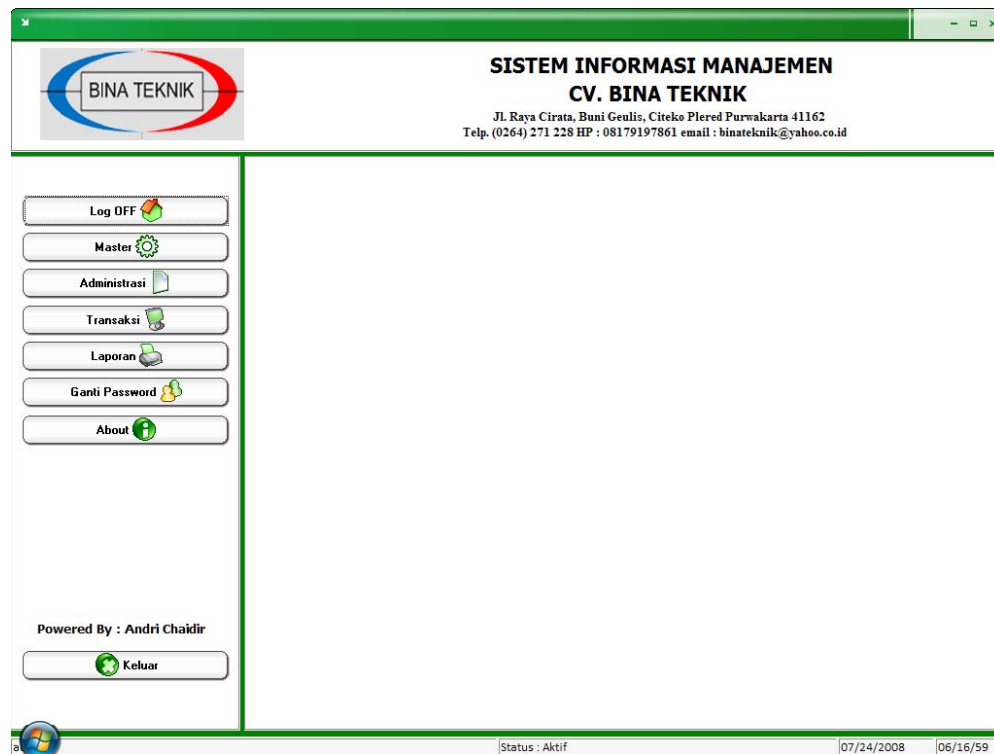 BINA TEKNIK
SISTEM INFORMASI MANAJEMEN
CV. BINA TEKNIK
JL Raya Cirata, Buni Geulis, Citeko Plered Purwakarta 41162
Telp. (0264) 271 228 HP : 08179197861 email : binateknik@yahoo.co.id
Log OFF
Master
Administrasi
Transaksi
Laporan
Ganti Password
About
Powered By : Andri Chaidir
Keluar
Status : Aktif
07/24/2008
06/16/59